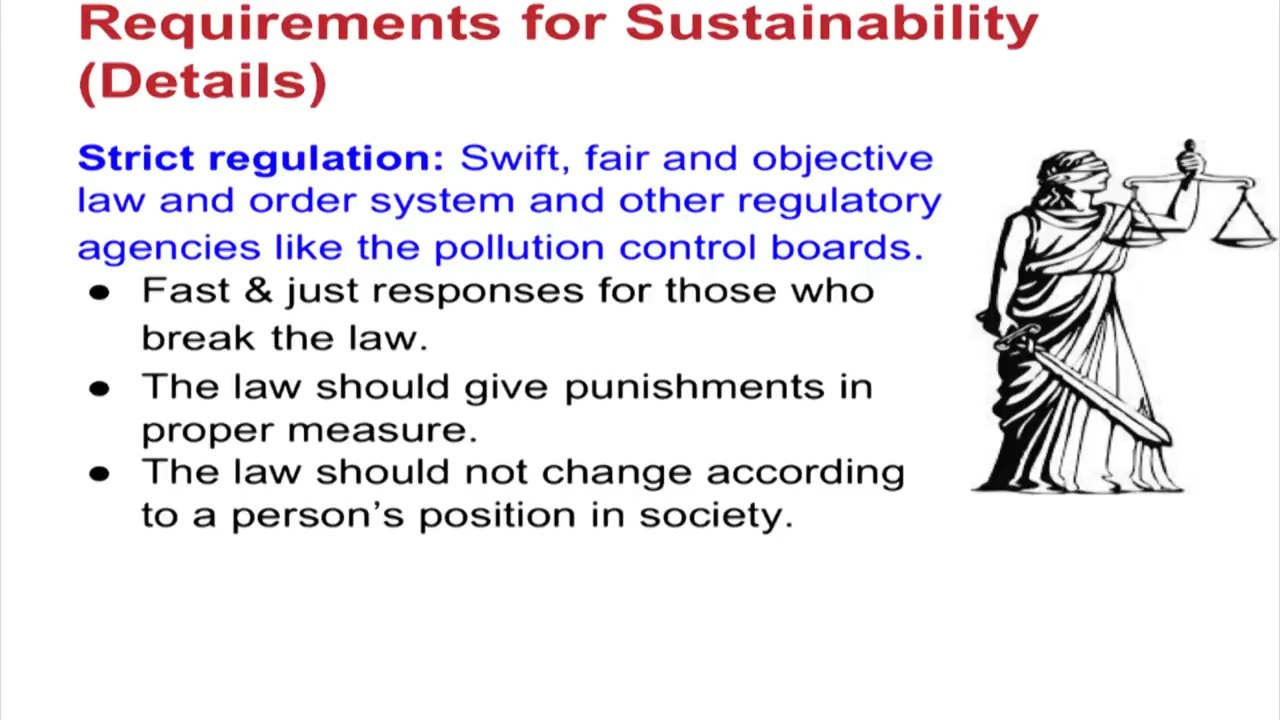 Requirements for Sustainability
(Details)
Strict regulation: Swift, fair and objective
law and order system and other regulatory
agencies like the pollution control boards.
● Fast & just responses for those who
break the law.
● The law should give punishments in
proper measure.
● The law should not change according
to a person’s position in society.